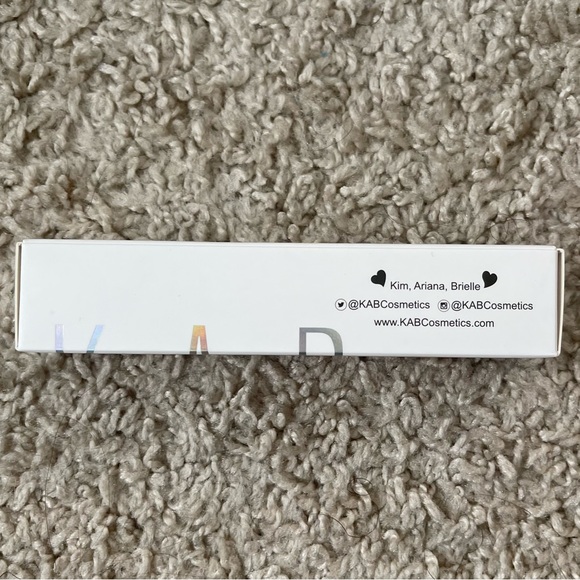 Kim, Ariana, Brielle
@KABCosmetics @KABCosmetics
www.KABCosmetics.com
K A B